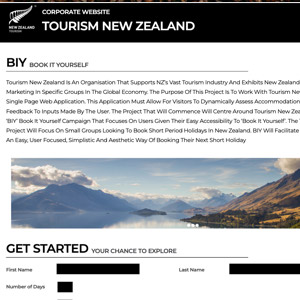 CORPORATE WEBSITE
NEW ZEALAND
TOURISM
TOURISM NEW ZEALAND
BIY BOOK IT YOURSELF
Tourism New Zealand Is An Organisation That Supports NZ's Vast Tourism Industry And Exhibits New Zealand
Marketing in Specific Groups In The Global Economy. The Purpose Of This Project Is To Work With Tourism Ne
Single Page Web Application. This Application Must Allow For Visitors To Dynamically Assess Accommodation
Feedback To Inputs Made By The User. The Project That Will Commence Will Centre Around Tourism New Zea
'BIY' Book It Yourself Campaign That Focuses On Users Given Their Easy Accessibility To 'Book It Yourself'. The
Project Will Focus On Small Groups Looking To Book Short Period Holidays In New Zealand. BIY Will Facilitate
An Easy, User Focused, Simplistic And Aesthetic Way Of Booking Their Next Short Holiday
GET STARTED YOUR CHANCE TO EXPLORE
First Name
Last Name
Number of Days